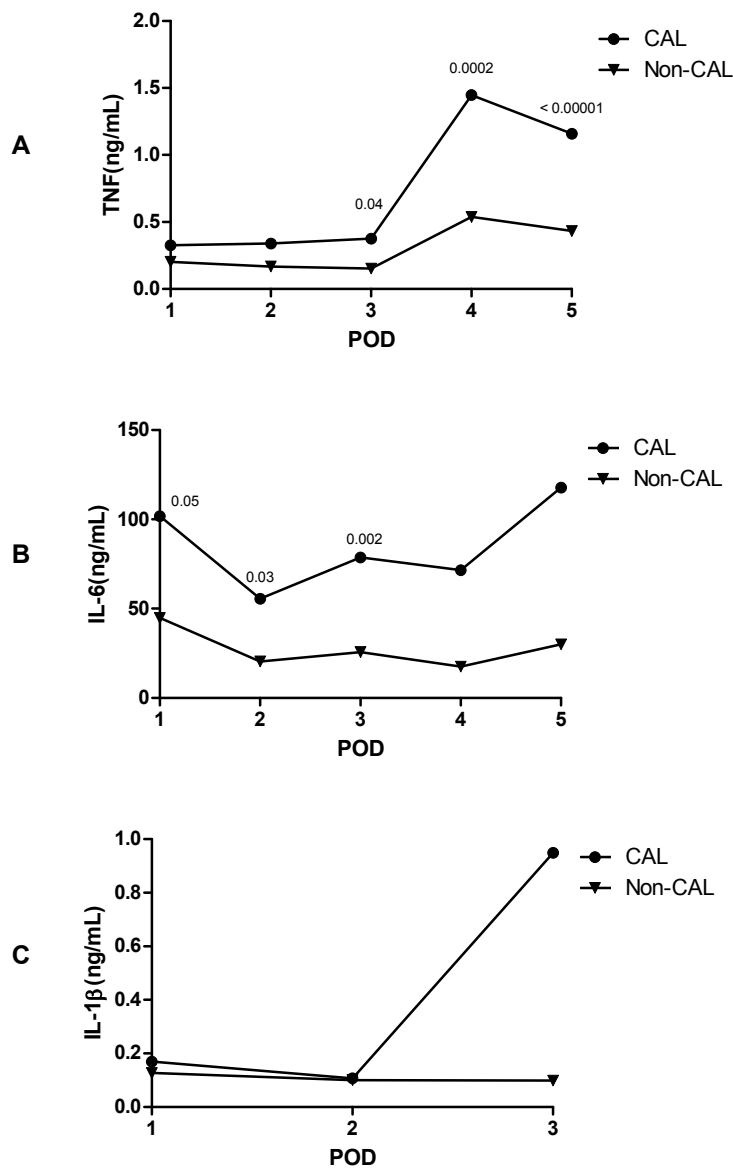 A
TNF(ng/mL)
2.0
1.5
1.0
0.5
0.0
0.04
0.0002
< 0.00001
1 2 3 4 5
POD
CAL
Non-CAL
B
IL-6(ng/mL)
150
100
50
0
0.05
0.03
0.002
1 2 3 4 5
POD
CAL
Non-CAL
C
IL-1β(ng/mL)
1.0
0.8
0.6
0.4
0.2
0.0
1 2 3
POD
CAL
Non-CAL